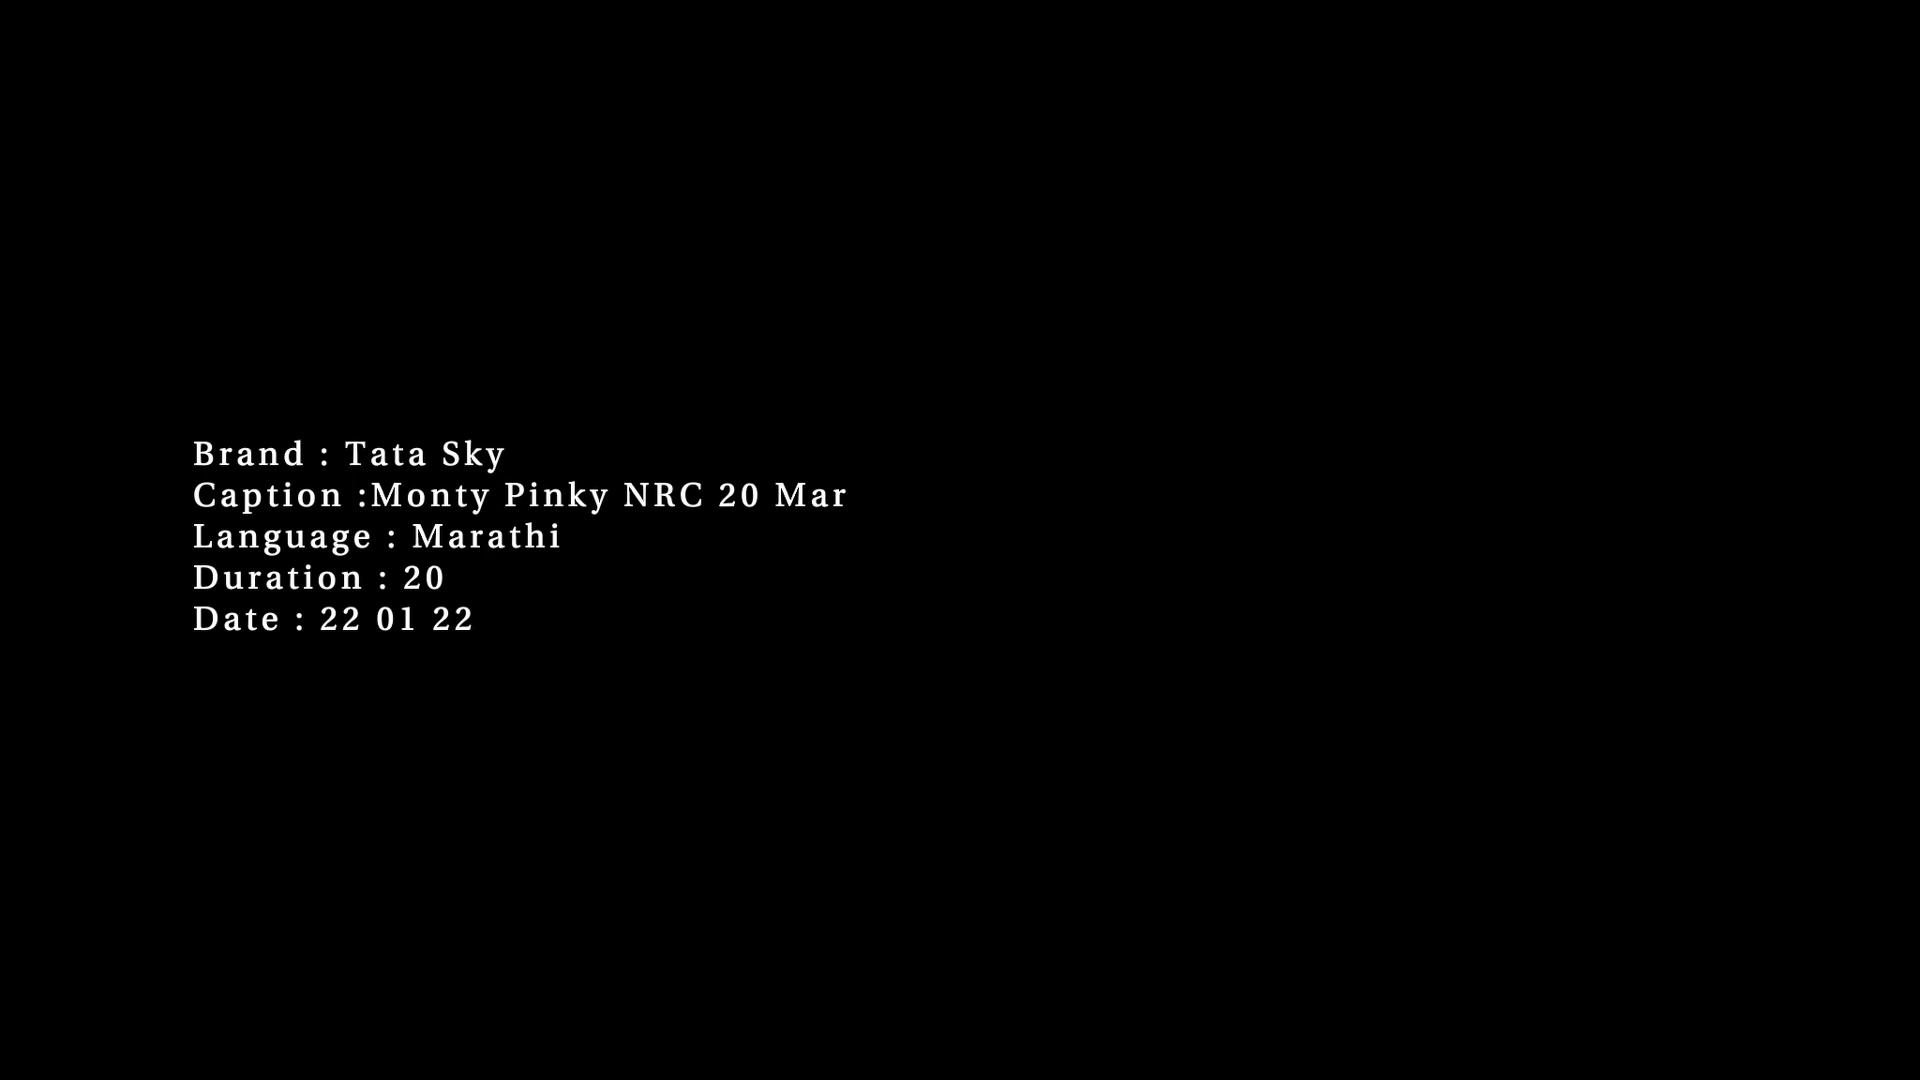 Brand : Tata Sky
Caption :Monty Pinky NRC 20 Mar
Language : Marathi
Duration : 20
Date : 22 01 22